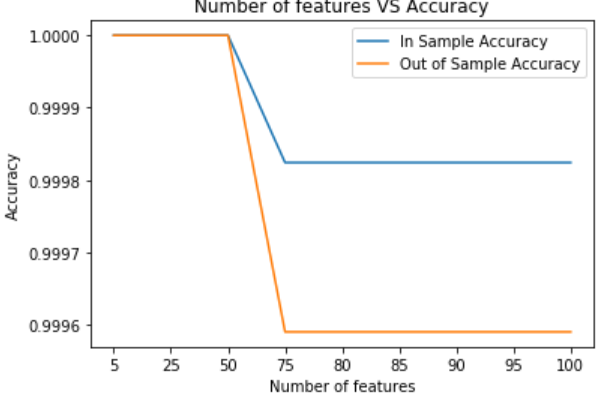 Number of features VS Accuracy
In Sample Accuracy
Out of Sample Accuracy
Accuracy
1.0000
0.9999
0.9998
0.9997
0.9996
5 25 50 75 80 85 90 95 100
Number of features